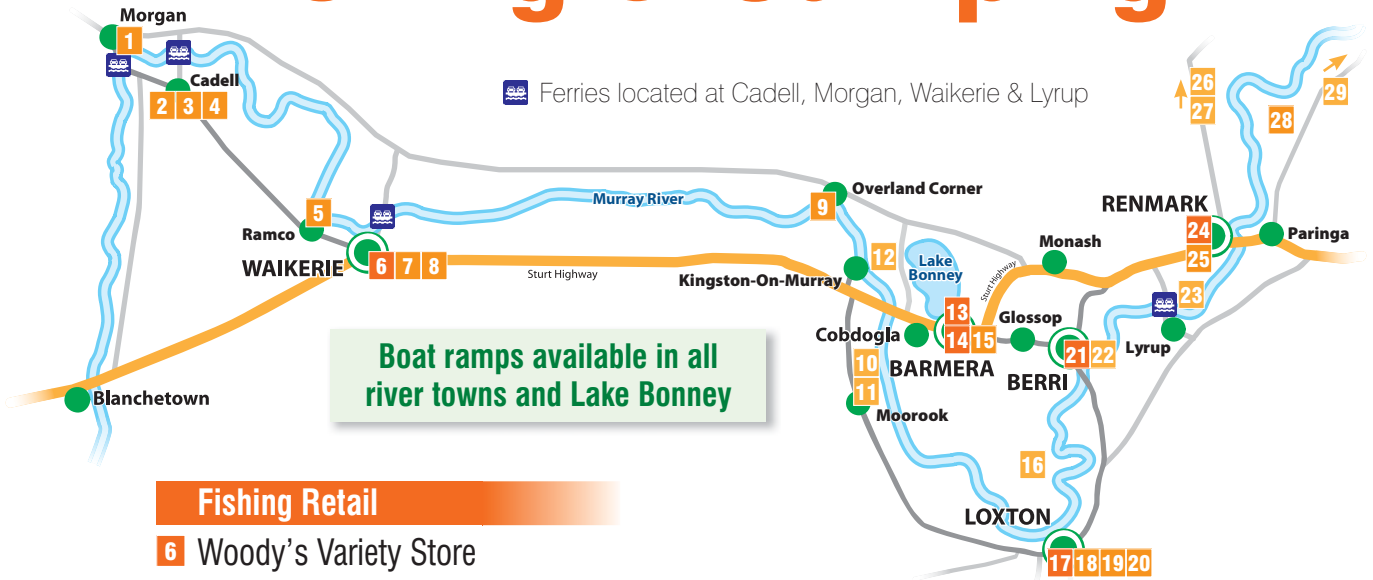 Morgan
1
Cadell
2 3 4
Ferries located at Cadell, Morgan, Waikerie & Lyrup
26
27
29
28
5
Ramco
WAIKERIE
6 7 8
Murray River
Sturt Highway
9
Overland Corner
12
Kingston-On-Murray
Lake
Bonney
Sturt Highway
Monash
RENMARK
24
25
Paringa
23
Lyrup
13
14 15
Cobdogla
BARMERA
Glossop
21 22
BERRI
10
11
Moorook
16
LOXTON
17 18 19 20
Blanchetown
Boat ramps available in all
river towns and Lake Bonney
Fishing Retail
6 Woody's Variety Store